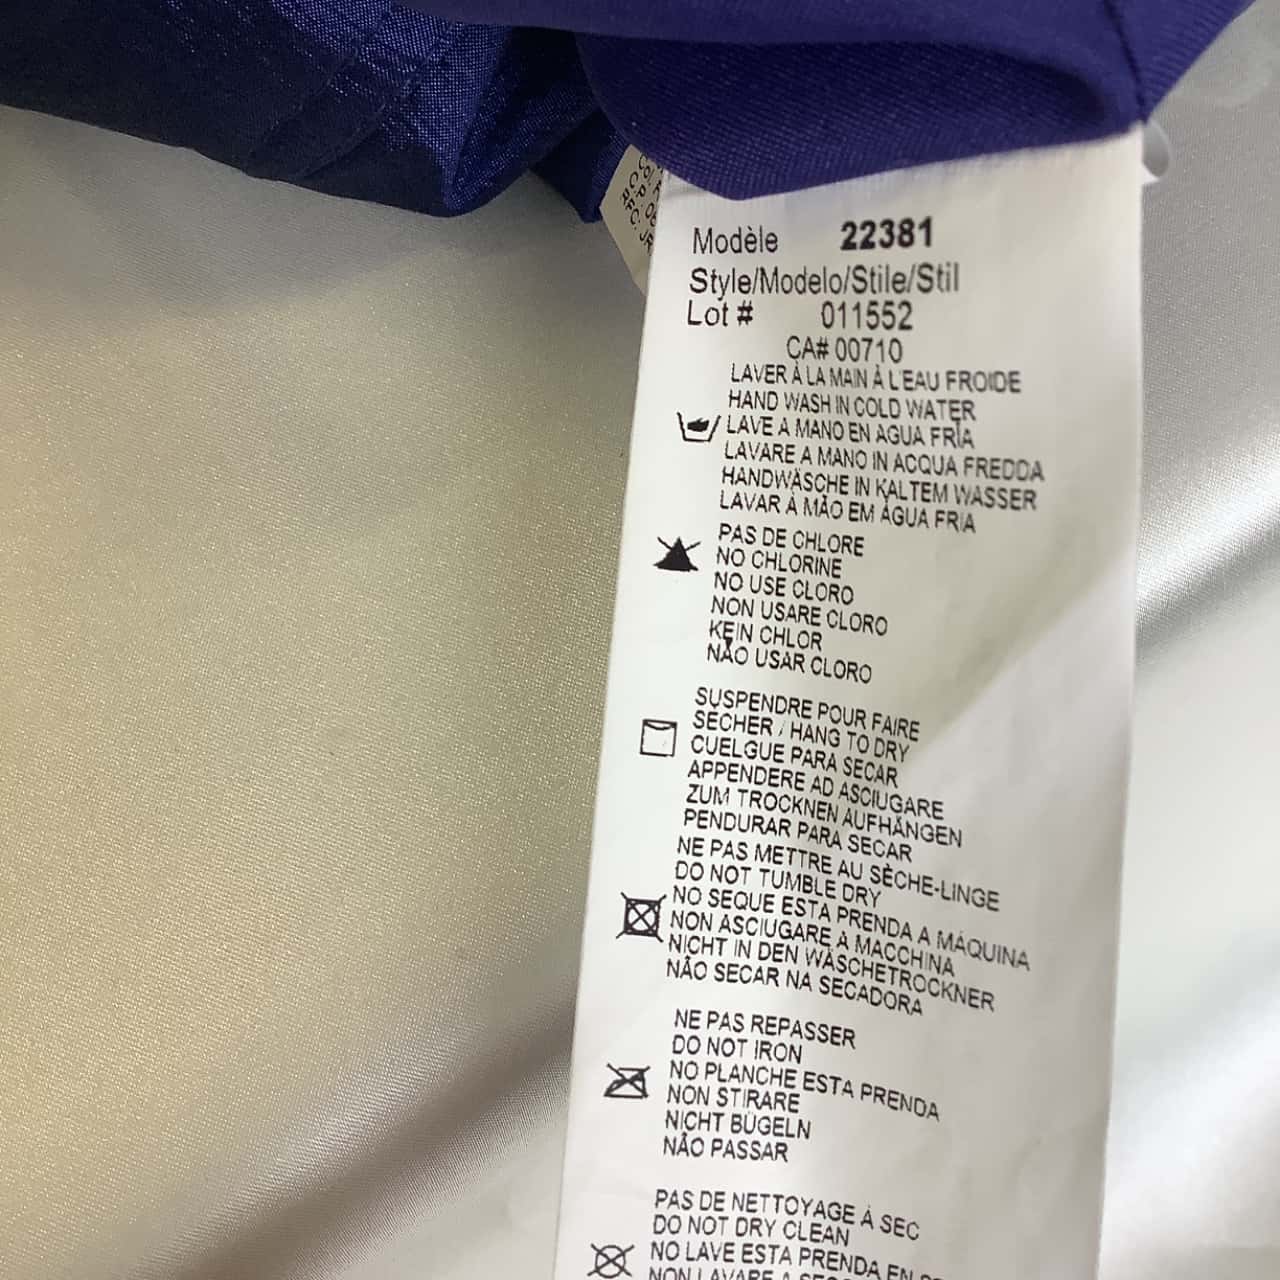 Modèle 22381
Style/Modelo/Stile/Stil
Lot # 011552
CA# 00710
LAVER À LA MAIN À L'EAU FROIDE
HAND WASH IN COLD WATER
LAVE A MANO EN AGUA FRÍA
LAVARE A MANO IN ACQUA FREDDA
HANDWÄSCHE IN KALTEM WASSER
LAVAR À MÃO EM ÁGUA FRIA
PAS DE CHLORE
NO CHLORINE
NO USE CLORO
NON USARE CLORO
KEIN CHLOR
NÃO USAR CLORO
SUSPENDRE POUR FAIRE
SÉCHER / HANG TO DRY
CUELGUE PARA SECAR
APPENDERE AD ASCIUGARE
ZUM TROCKNEN AUFHÄNGEN
PENDURAR PARA SECAR
NE PAS METTRE AU SÈCHE-LINGE
DO NOT TUMBLE DRY
NO SEQUE ESTA PRENDA A MÁQUINA
NON ASCIUGARE A MACCHINA
NICHT IN DEN WÄSCHETROCKNER
NÃO SECAR NA SECADORA
NE PAS REPASSER
DO NOT IRON
NO PLANCHE ESTA PRENDA
NON STIRARE
NICHT BÜGELN
NÃO PASSAR
PAS DE NETTOYAGE À SEC
DO NOT DRY CLEAN
NO LAVE ESTA PRENDA EN
NON LAVARE A